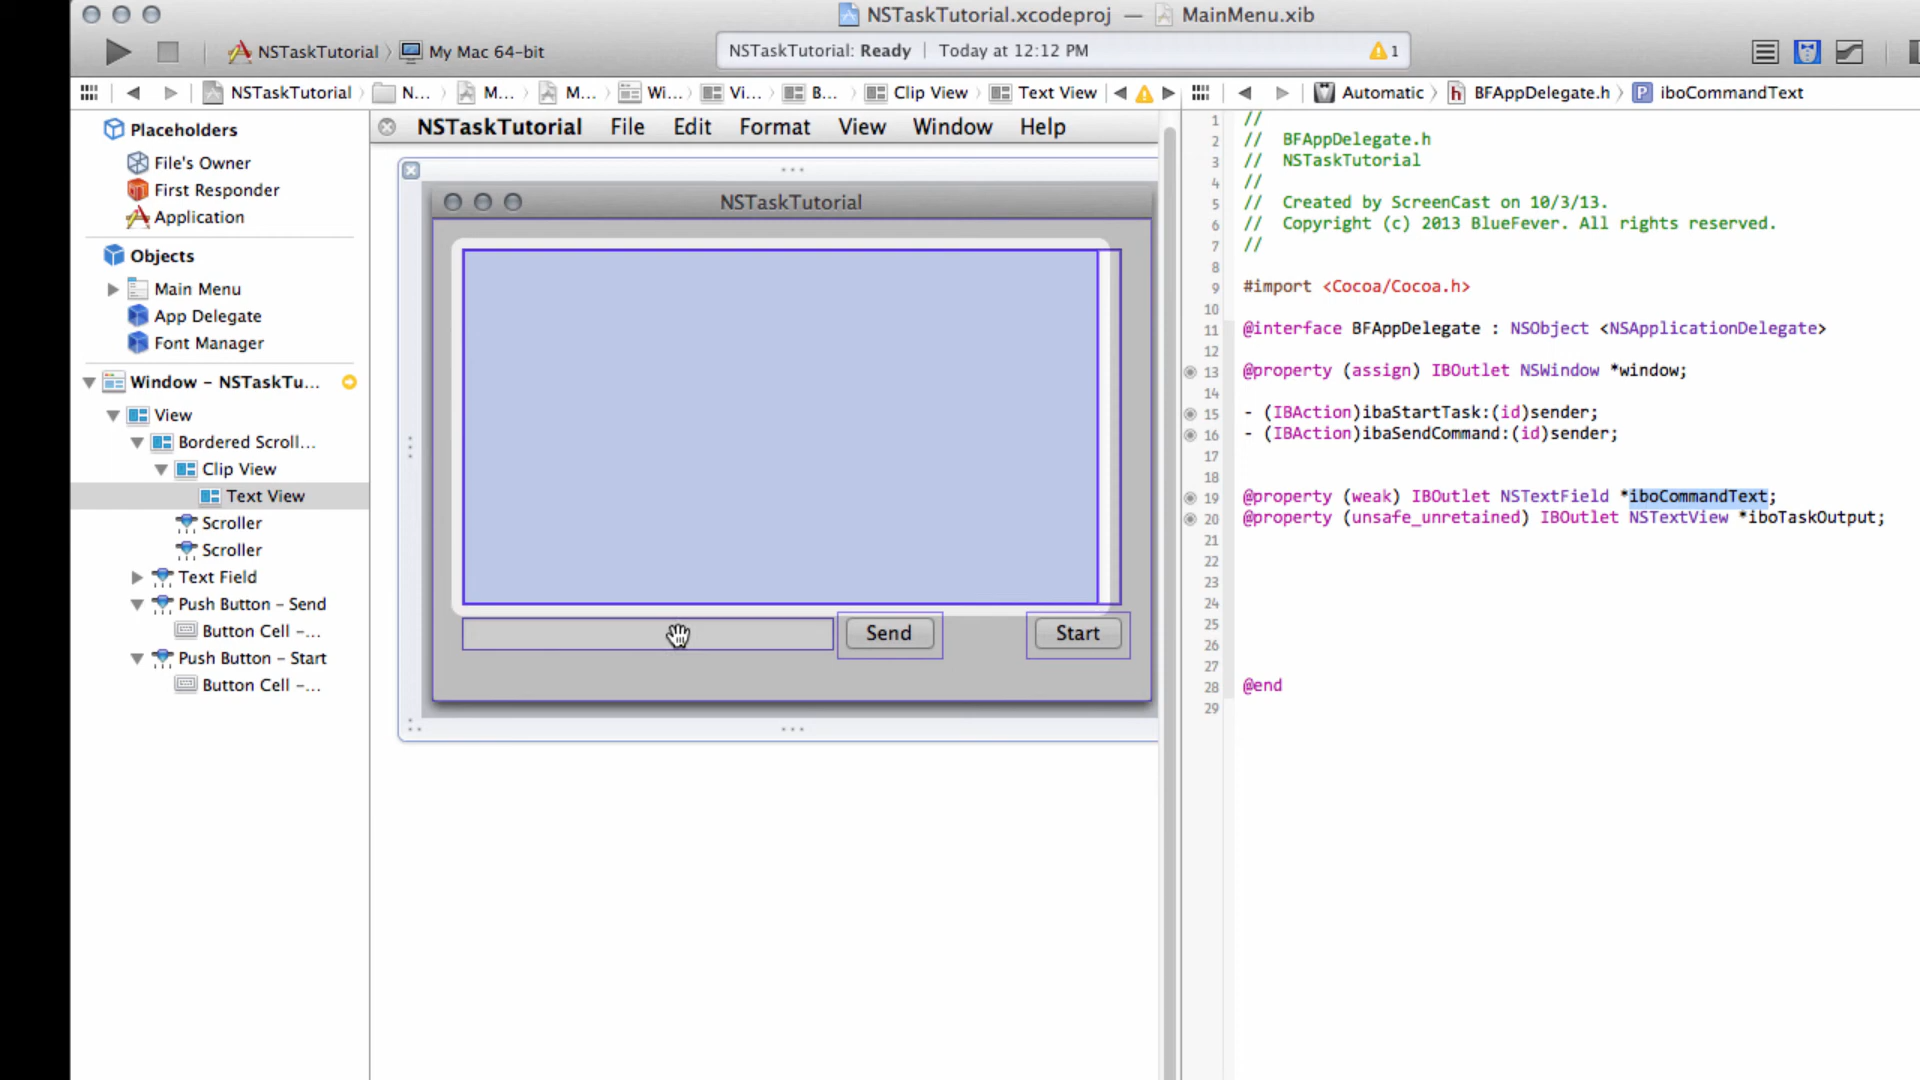 NSTaskTutorial.xcodeproj — MainMenu.xib
NSTaskTutorial My Mac 64-bit
NSTaskTutorial: Ready | Today at 12:12 PM 1
NSTaskTutorial N... M... M... Wi... Vi... B... Clip View Text View
Automatic BFAppDelegate.h P iboCommandText
Placeholders
File's Owner
First Responder
Application
Objects
Main Menu
App Delegate
Font Manager
Window – NSTaskTu...
View
Bordered Scroll...
Clip View
Text View
Scroller
Scroller
Text Field
Push Button – Send
Button Cell –...
Push Button – Start
Button Cell –...
NSTaskTutorial File Edit Format View Window Help
NSTaskTutorial
Send
Start
1 //
2 // BFAppDelegate.h
3 // NSTaskTutorial
4 //
5 // Created by ScreenCast on 10/3/13.
6 // Copyright (c) 2013 BlueFever. All rights reserved.
7 //
8
9 #import <Cocoa/Cocoa.h>
10
11 @interface BFAppDelegate : NSObject <NSApplicationDelegate>
12
13 @property (assign) IBOutlet NSWindow *window;
14
15 - (IBAction)ibaStartTask:(id)sender;
16 - (IBAction)ibaSendCommand:(id)sender;
17
18
19 @property (weak) IBOutlet NSTextField *iboCommandText;
20 @property (unsafe_unretained) IBOutlet NSTextView *iboTaskOutput;
21
22
23
24
25
26
27
28 @end
29